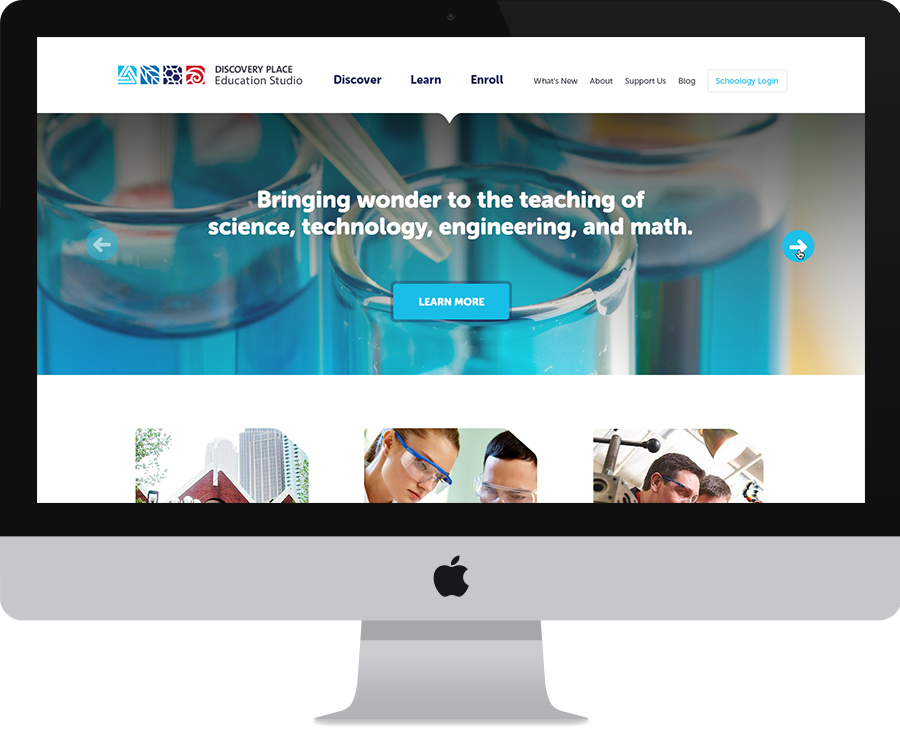 DISCOVERY PLACE
Education Studio
Discover
Learn
Enroll
What's New
About
Support Us
Blog
Schoology Login
Bringing wonder to the teaching of
science, technology, engineering, and math.
LEARN MORE